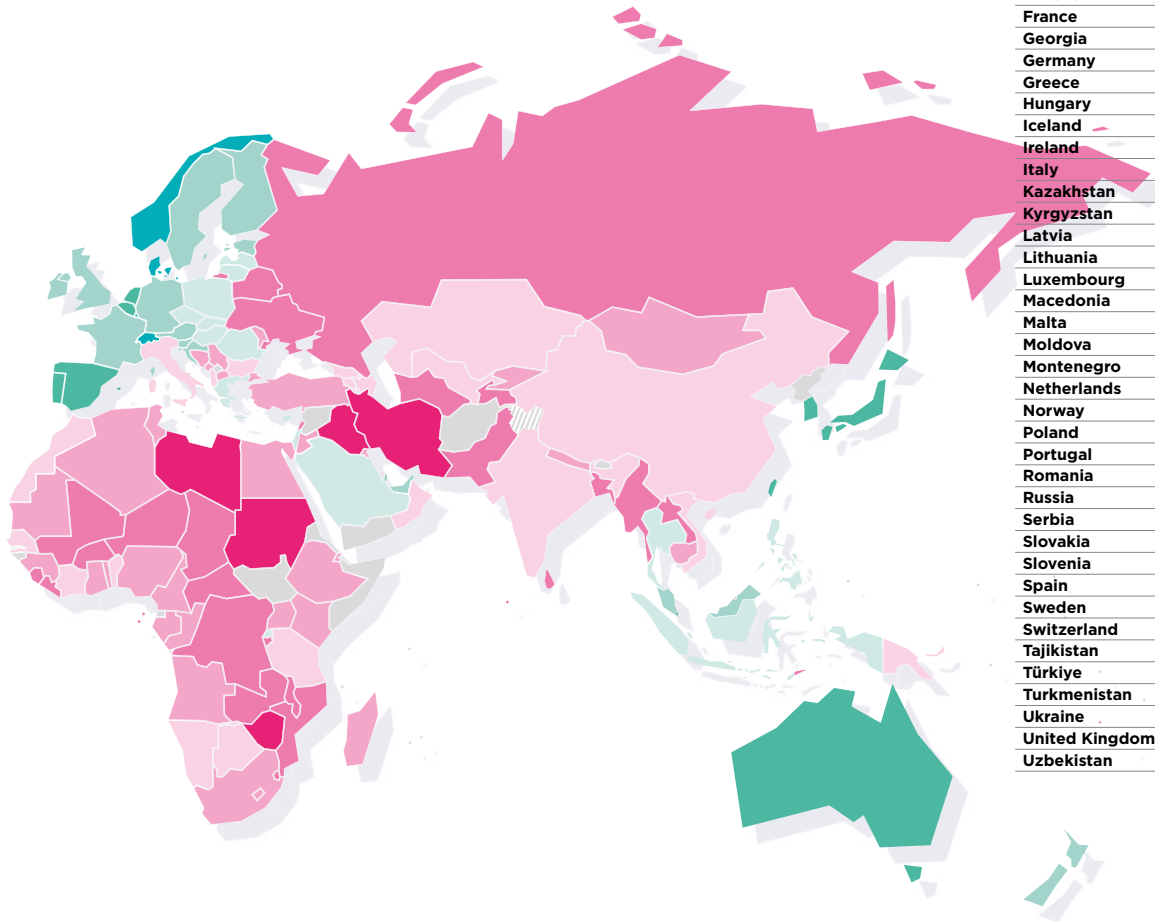 France
Georgia
Germany
Greece
Hungary
Iceland
Ireland
Italy
Kazakhstan
Kyrgyzstan
Latvia
Lithuania
Luxembourg
Macedonia
Malta
Moldova
Montenegro
Netherlands
Norway
Poland
Portugal
Romania
Russia
Serbia
Slovakia
Slovenia
Spain
Sweden
Switzerland
Tajikistan
Türkiye
Turkmenistan
Ukraine
United Kingdom
Uzbekistan